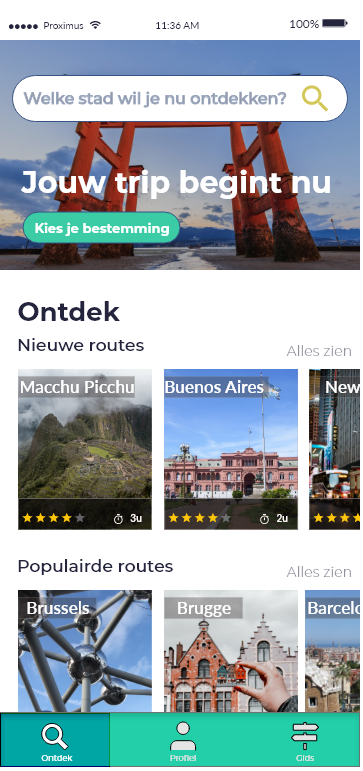 Proximus 11:36 AM 100%
Welke stad wil je nu ontdekken?
Jouw trip begint nu
Kies je bestemming
Ontdek
Nieuwe routes
Alles zien
Macchu Picchu Buenos Aires New
3u 2u
Populairde routes
Alles zien
Brussels Brugge Barcelo
Ontdek Profiel Gids